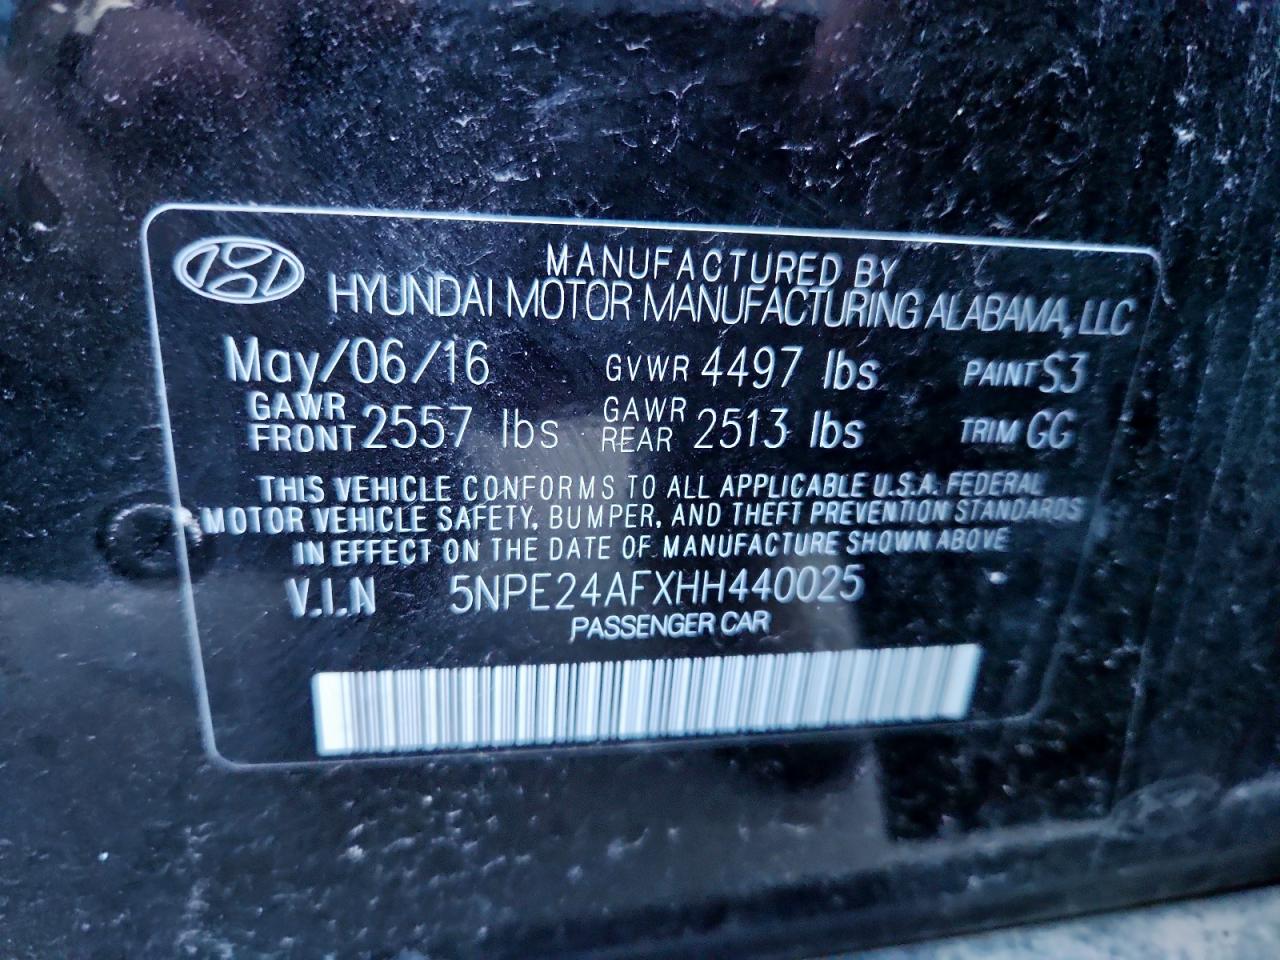 MANUFACTURED BY
HYUNDAI MOTOR MANUFACTURING ALABAMA, LLC
May/06/16 GVWR 4497 lbs PAINT S3
GAWR FRONT 2557 lbs GAWR REAR 2513 lbs TRIM GG
THIS VEHICLE CONFORMS TO ALL APPLICABLE U.S.A. FEDERAL
MOTOR VEHICLE SAFETY, BUMPER, AND THEFT PREVENTION STANDARDS
IN EFFECT ON THE DATE OF MANUFACTURE SHOWN ABOVE
V.I.N 5NPE24AFXHH440025
PASSENGER CAR